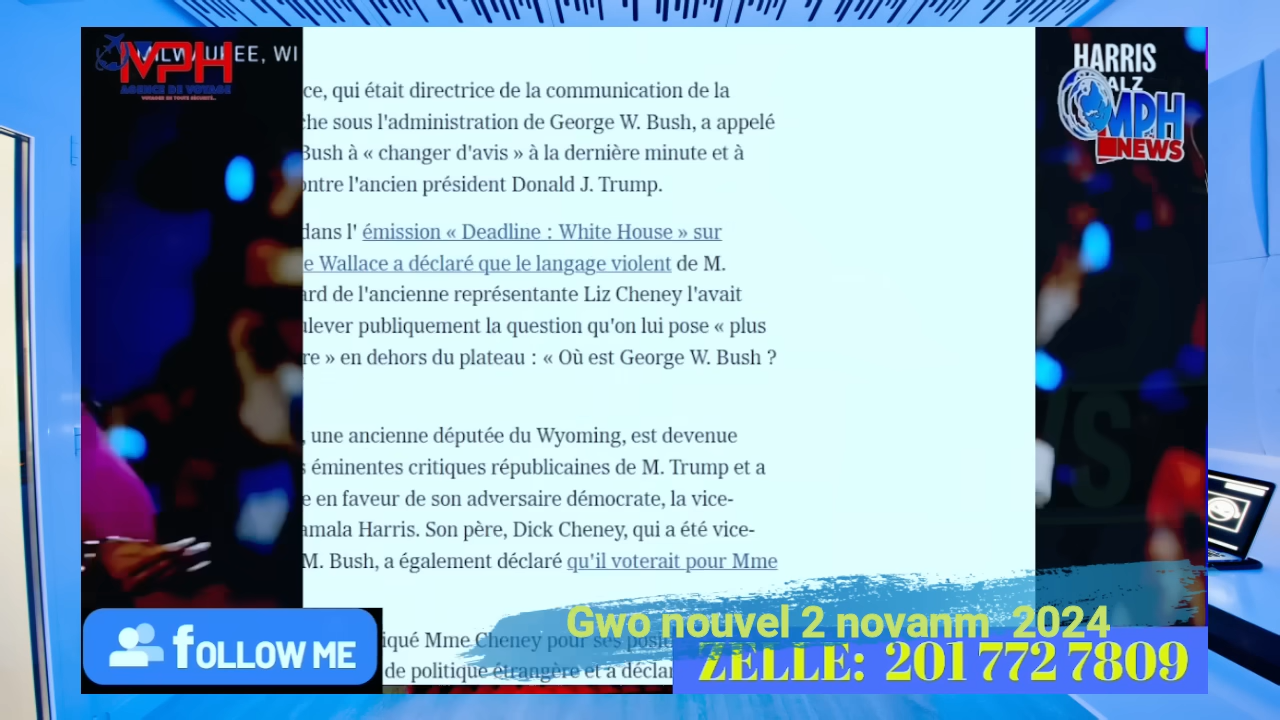 MILWAUKEE, WI
MPH
AGENCE DE VOYAGE
HARRIS
WALZ
MPH
NEWS
ce, qui était directrice de la communication de la
che sous l'administration de George W. Bush, a appelé
Bush à « changer d'avis » à la dernière minute et à
ontre l'ancien président Donald J. Trump.
dans l' émission « Deadline : White House » sur
e Wallace a déclaré que le langage violent de M.
ard de l'ancienne représentante Liz Cheney l'avait
ulever publiquement la question qu'on lui pose « plus
re » en dehors du plateau : « Où est George W. Bush ?
, une ancienne députée du Wyoming, est devenue
s éminentes critiques républicaines de M. Trump et a
e en faveur de son adversaire démocrate, la vice-
amala Harris. Son père, Dick Cheney, qui a été vice-
M. Bush, a également déclaré qu'il voterait pour Mme
iqué Mme Cheney pour ses posit
de politique étrangère et a déclar
Gwo nouvel 2 novanm 2024
ZELLE: 201 772 7809
fOLLOW ME